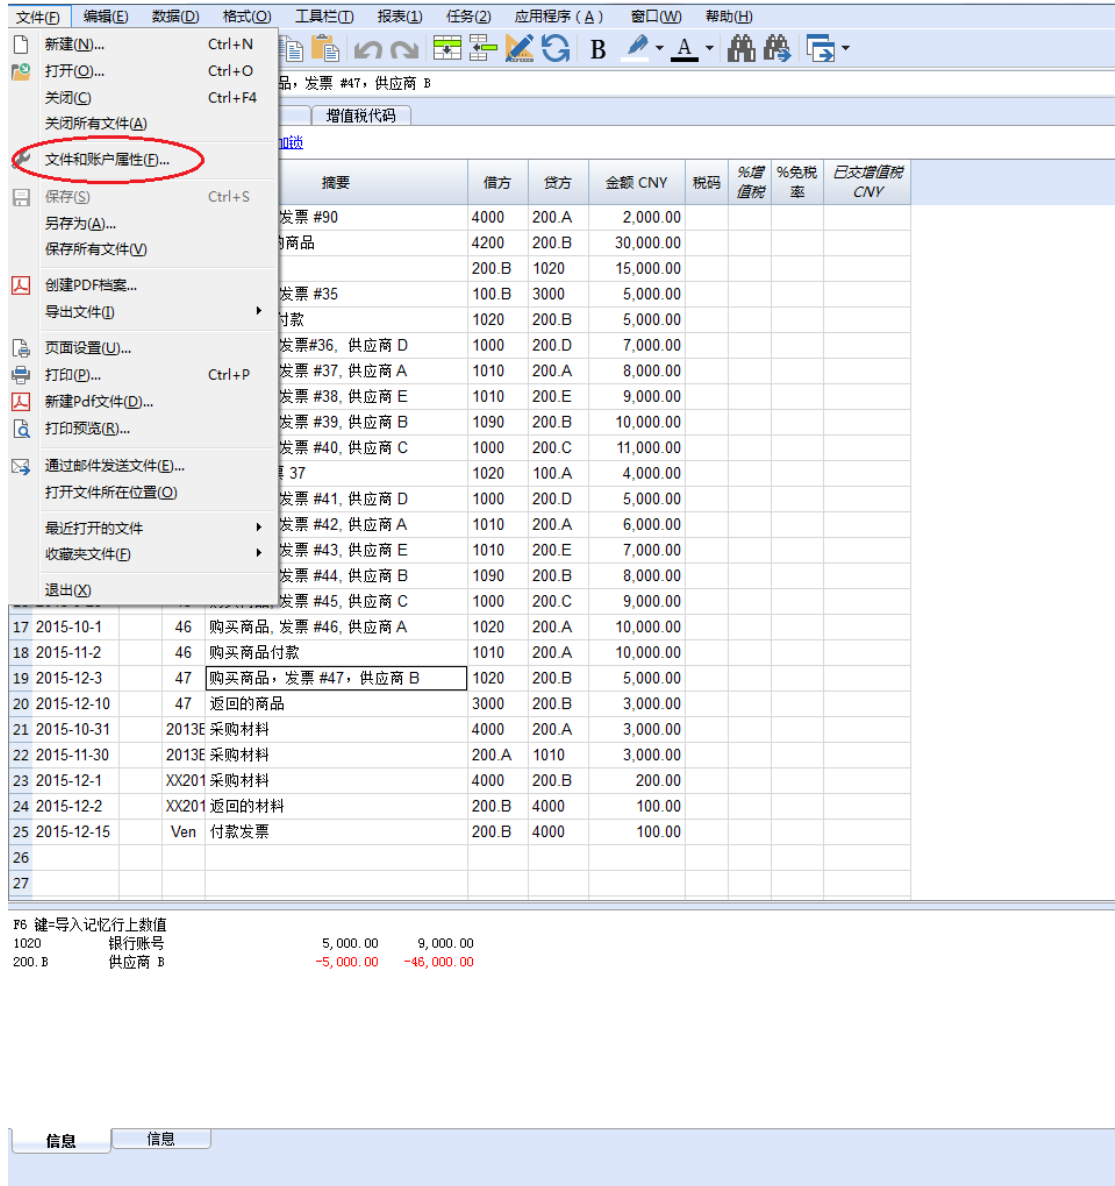 文件(F) 编辑(E) 数据(D) 格式(O) 工具栏(T) 报表(1) 任务(2) 应用程序 (A) 窗口(W) 帮助(H)
新建(N)... Ctrl+N
打开(O)... Ctrl+O
关闭(C) Ctrl+F4
关闭所有文件(A)
文件和账户属性(F)...
保存(S) Ctrl+S
另存为(A)...
保存所有文件(V)
创建PDF档案...
导出文件(I)
页面设置(U)...
打印(P)... Ctrl+P
新建Pdf文件(D)...
打印预览(R)...
通过邮件发送文件(E)...
打开文件所在位置(O)
最近打开的文件
收藏夹文件(F)
退出(X)
B A
品，发票 #47，供应商 B
增值税代码
加锁
摘要 借方 贷方 金额 CNY 税码 %增值税 %免税率 已交增值税 CNY
发票 #90 4000 200.A 2,000.00
的商品 4200 200.B 30,000.00
200.B 1020 15,000.00
发票 #35 100.B 3000 5,000.00
付款 1020 200.B 5,000.00
发票#36, 供应商 D 1000 200.D 7,000.00
发票 #37, 供应商 A 1010 200.A 8,000.00
发票 #38, 供应商 E 1010 200.E 9,000.00
发票 #39, 供应商 B 1090 200.B 10,000.00
发票 #40, 供应商 C 1000 200.C 11,000.00
票 37 1020 100.A 4,000.00
发票 #41, 供应商 D 1000 200.D 5,000.00
发票 #42, 供应商 A 1010 200.A 6,000.00
发票 #43, 供应商 E 1010 200.E 7,000.00
发票 #44, 供应商 B 1090 200.B 8,000.00
发票 #45, 供应商 C 1000 200.C 9,000.00
17 2015-10-1 46 购买商品, 发票 #46, 供应商 A 1020 200.A 10,000.00
18 2015-11-2 46 购买商品付款 1010 200.A 10,000.00
19 2015-12-3 47 购买商品，发票 #47，供应商 B 1020 200.B 5,000.00
20 2015-12-10 47 返回的商品 3000 200.B 3,000.00
21 2015-10-31 2013E 采购材料 4000 200.A 3,000.00
22 2015-11-30 2013E 采购材料 200.A 1010 3,000.00
23 2015-12-1 XX201 采购材料 4000 200.B 200.00
24 2015-12-2 XX201 返回的材料 200.B 4000 100.00
25 2015-12-15 Ven 付款发票 200.B 4000 100.00
26
27
F6 键=导入记忆行上数值
1020 银行账号 5,000.00 9,000.00
200.B 供应商 B -5,000.00 -46,000.00
信息 信息